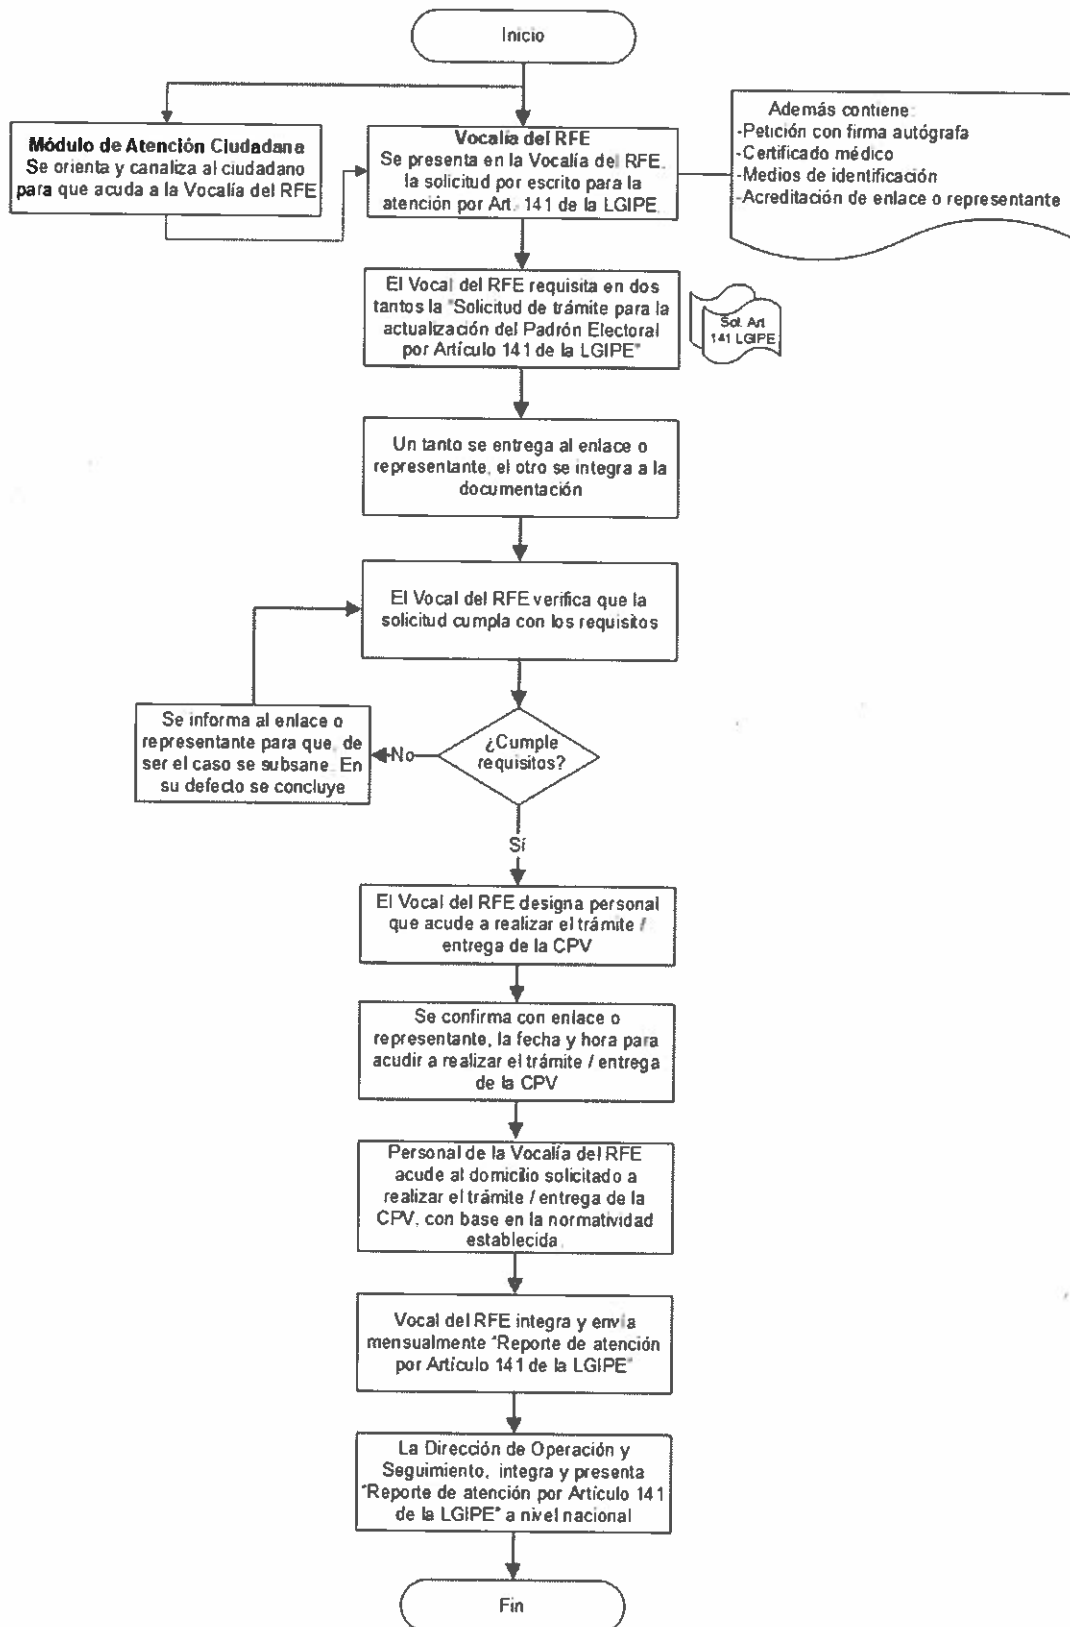 Inicio
Módulo de Atención Ciudadana
Se orienta y canaliza al ciudadano
para que acuda a la Vocalía del RFE
Vocalía del RFE
Se presenta en la Vocalía del RFE,
la solicitud por escrito para la
atención por Art. 141 de la LGIPE.
Además contiene:
-Petición con firma autógrafa
-Certificado médico
-Medios de identificación
-Acreditación de enlace o representante
El Vocal del RFE requisita en dos
tantos la "Solicitud de trámite para la
actualización del Padrón Electoral
por Artículo 141 de la LGIPE"
Sol. Art
141 LGIPE
Un tanto se entrega al enlace o
representante, el otro se integra a la
documentación
El Vocal del RFE verifica que la
solicitud cumpla con los requisitos
Se informa al enlace o
representante para que, de
ser el caso se subsane. En
su defecto se concluye
No
¿Cumple
requisitos?
Sí
El Vocal del RFE designa personal
que acude a realizar el trámite /
entrega de la CPV
Se confirma con enlace o
representante, la fecha y hora para
acudir a realizar el trámite / entrega
de la CPV
Personal de la Vocalía del RFE
acude al domicilio solicitado a
realizar el trámite / entrega de la
CPV, con base en la normatividad
establecida.
Vocal del RFE integra y envía
mensualmente "Reporte de atención
por Artículo 141 de la LGIPE"
La Dirección de Operación y
Seguimiento, integra y presenta
"Reporte de atención por Artículo 141
de la LGIPE" a nivel nacional
Fin